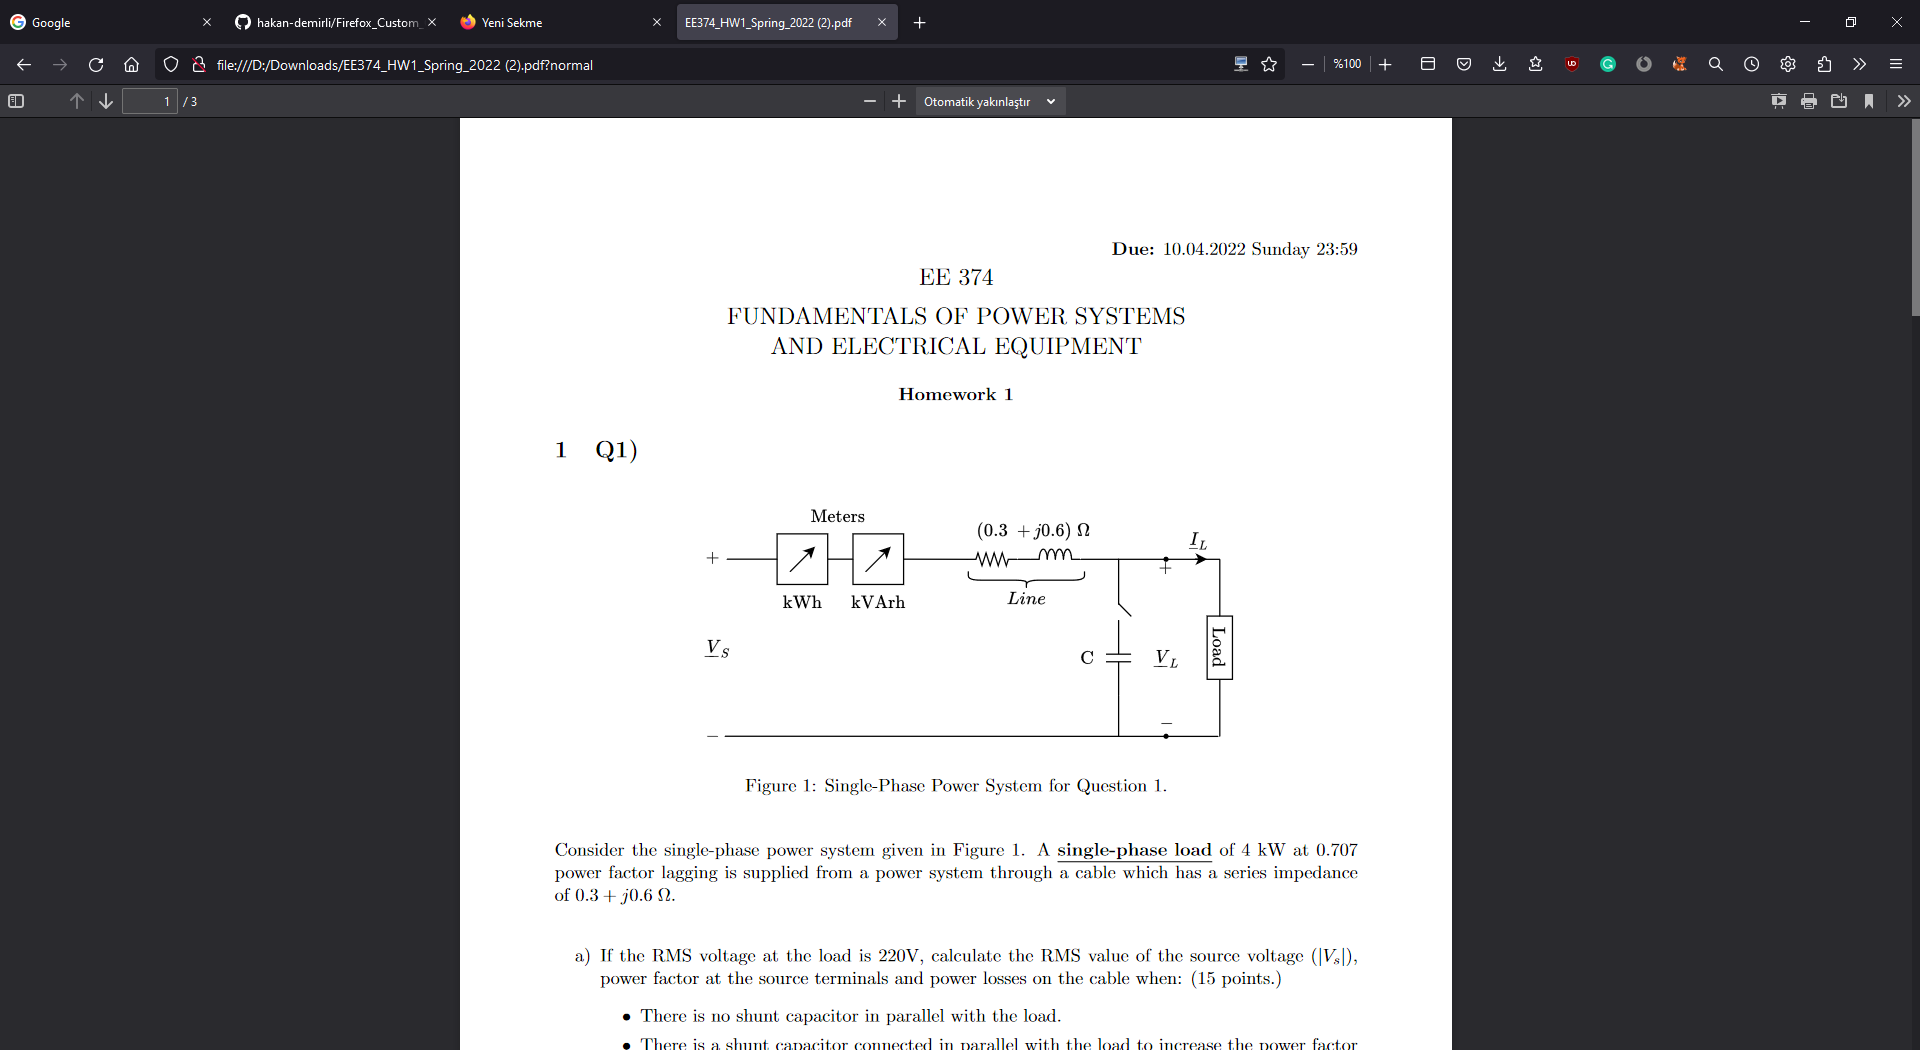 Google
hakan-demirli/Firefox_Custom_
Yeni Sekme
EE374_HW1_Spring_2022 (2).pdf
file:///D:/Downloads/EE374_HW1_Spring_2022 (2).pdf?normal
%100
1 / 3
Otomatik yakınlaştır
Due: 10.04.2022 Sunday 23:59
EE 374
FUNDAMENTALS OF POWER SYSTEMS
AND ELECTRICAL EQUIPMENT
Homework 1
1 Q1)
Meters
(0.3 + j0.6) Ω
I_L
+
+
kWh kVArh
Line
V_S
C
V_L
Load
−
−
Figure 1: Single-Phase Power System for Question 1.
Consider the single-phase power system given in Figure 1. A single-phase load of 4 kW at 0.707
power factor lagging is supplied from a power system through a cable which has a series impedance
of 0.3 + j0.6 Ω.
a) If the RMS voltage at the load is 220V, calculate the RMS value of the source voltage (|V_s|),
power factor at the source terminals and power losses on the cable when: (15 points.)
• There is no shunt capacitor in parallel with the load.
• There is a shunt capacitor connected in parallel with the load to increase the power factor